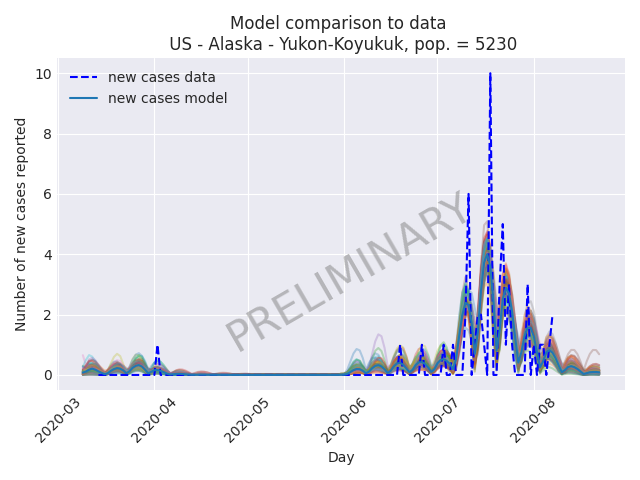 Model comparison to data
US - Alaska - Yukon-Koyukuk, pop. = 5230
new cases data
new cases model
PRELIMINARY
Number of new cases reported
10
8
6
4
2
0
2020-03
2020-04
2020-05
2020-06
2020-07
2020-08
Day